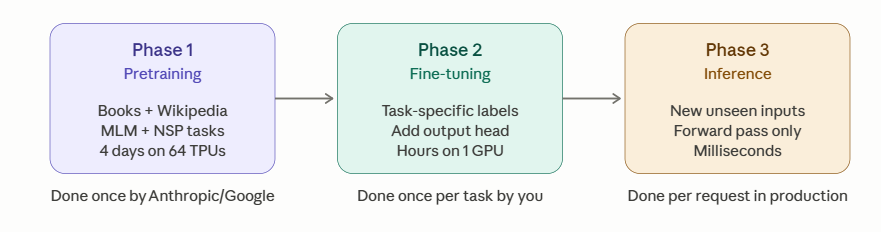 Phase 1
Pretraining
Books + Wikipedia
MLM + NSP tasks
4 days on 64 TPUs
Done once by Anthropic/Google
Phase 2
Fine-tuning
Task-specific labels
Add output head
Hours on 1 GPU
Done once per task by you
Phase 3
Inference
New unseen inputs
Forward pass only
Milliseconds
Done per request in production